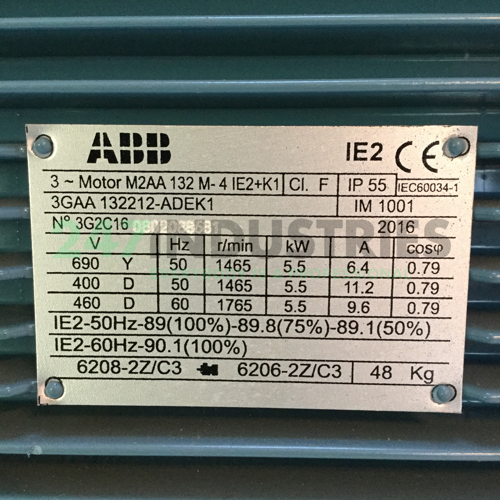 ABB IE2 CE
3 ~ Motor M2AA 132 M- 4 IE2+K1 Cl. F IP 55 IEC60034-1
3GAA 132212-ADEK1 IM 1001
N° 3G2C16 2016
247INDUSTRIES
V Hz r/min kW A cosφ
690 Y 50 1465 5.5 6.4 0.79
400 D 50 1465 5.5 11.2 0.79
460 D 60 1765 5.5 9.6 0.79
IE2-50Hz-89(100%)-89.8(75%)-89.1(50%)
IE2-60Hz-90.1(100%)
6208-2Z/C3 6206-2Z/C3 48 Kg